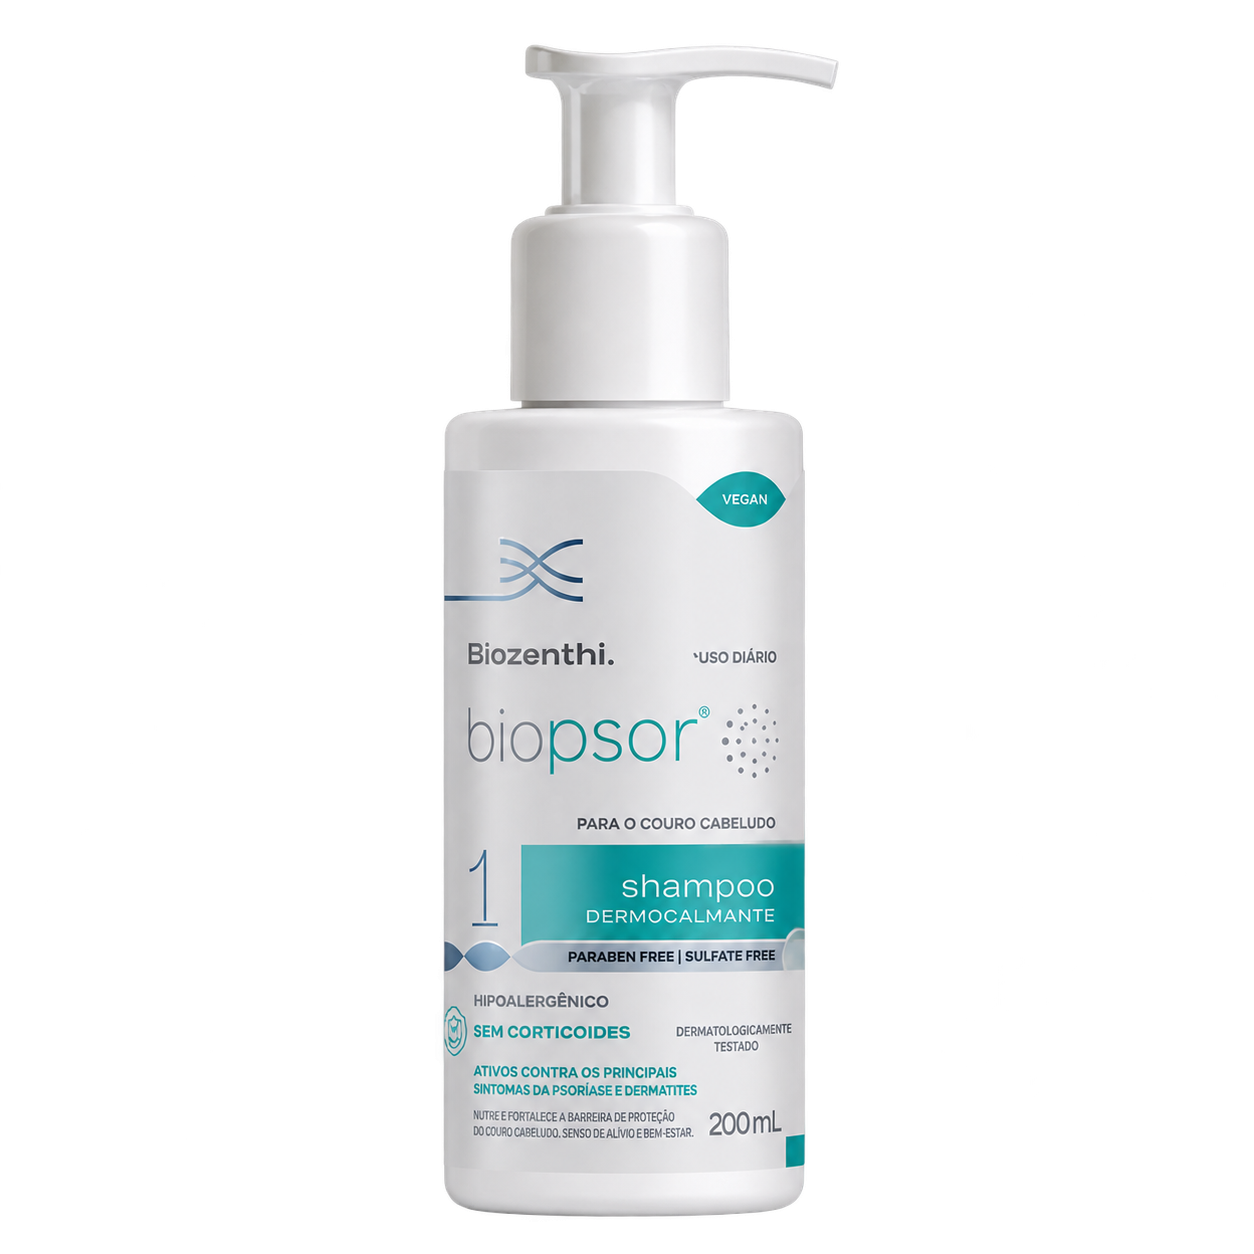 VEGAN
Biozenthi.
USO DIÁRIO
biopsor®
PARA O COURO CABELUDO
1
shampoo
DERMOCALMANTE
PARABEN FREE | SULFATE FREE
HIPOALERGÊNICO
SEM CORTICOIDES
DERMATOLOGICAMENTE
TESTADO
ATIVOS CONTRA OS PRINCIPAIS
SINTOMAS DA PSORÍASE E DERMATITES
NUTRE E FORTALECE A BARREIRA DE PROTEÇÃO
DO COURO CABELUDO. SENSO DE ALÍVIO E BEM-ESTAR.
200mL